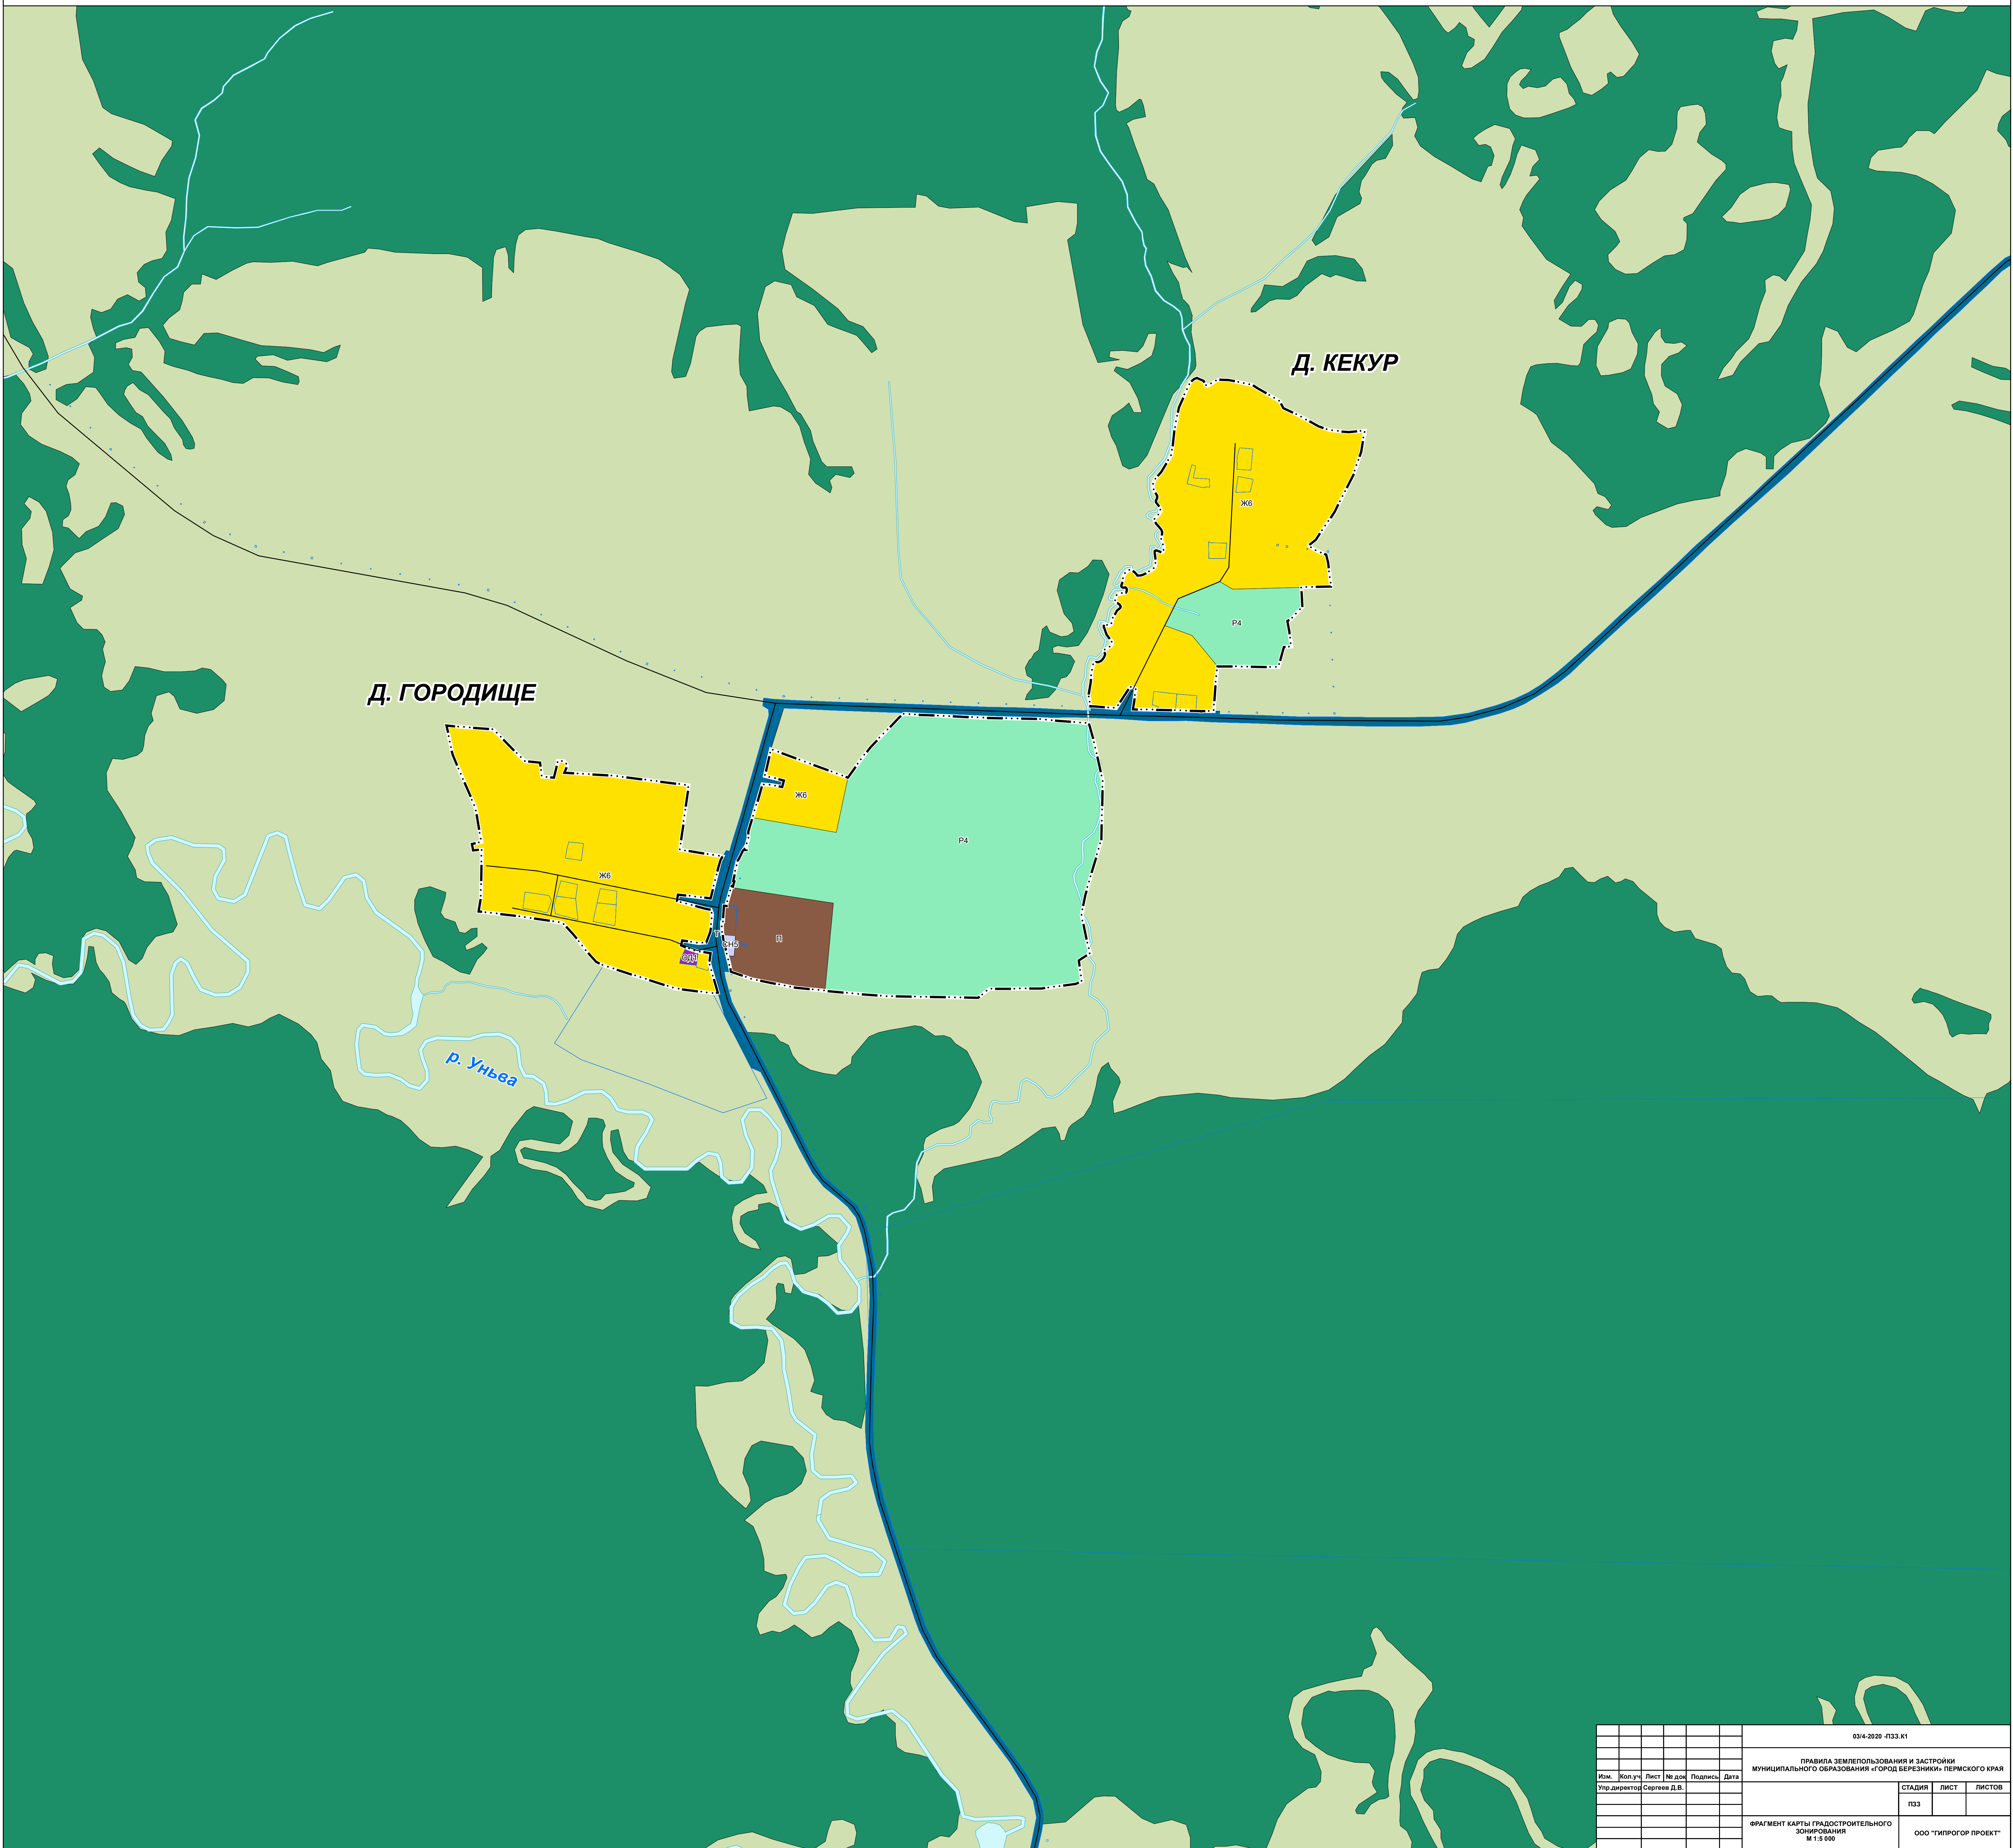 Д. КЕКУР
Ж6
Р4
Д. ГОРОДИЩЕ
Ж6
Р4
Ж6
Т
СН5
П
ОД1
р. Уньва
03/4-2020 -ПЗЗ.К1
ПРАВИЛА ЗЕМЛЕПОЛЬЗОВАНИЯ И ЗАСТРОЙКИ
МУНИЦИПАЛЬНОГО ОБРАЗОВАНИЯ «ГОРОД БЕРЕЗНИКИ» ПЕРМСКОГО КРАЯ
Изм. Кол.уч Лист № док Подпись Дата
Упр.директор Сергеев Д.В.
СТАДИЯ ЛИСТ ЛИСТОВ
ПЗЗ
ФРАГМЕНТ КАРТЫ ГРАДОСТРОИТЕЛЬНОГО
ЗОНИРОВАНИЯ
М 1:5 000
ООО "ГИПРОГОР ПРОЕКТ"